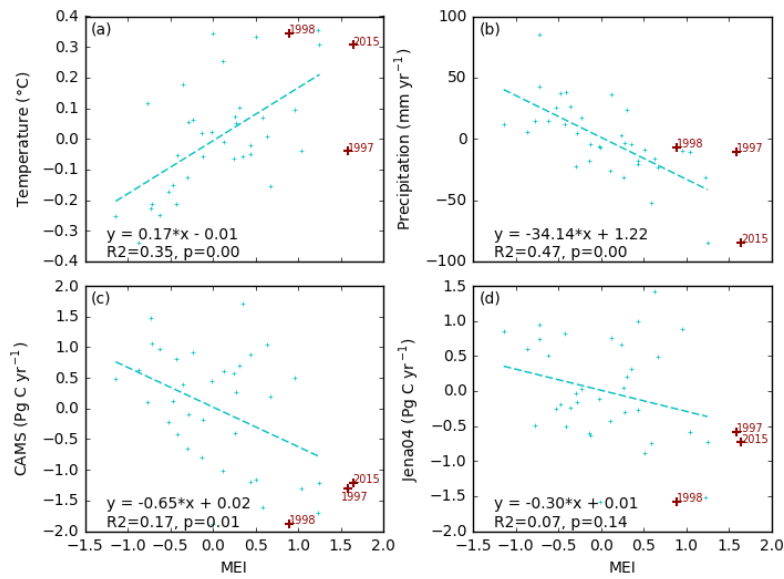 (a)
1998
2015
1997
y = 0.17*x - 0.01
R2=0.35, p=0.00
Temperature (°C)
0.4
0.3
0.2
0.1
0.0
−0.1
−0.2
−0.3
−0.4
(b)
1998
1997
2015
y = -34.14*x + 1.22
R2=0.47, p=0.00
Precipitation (mm yr⁻¹)
100
50
0
−50
−100
(c)
2015
1997
1998
y = -0.65*x + 0.02
R2=0.17, p=0.01
CAMS (Pg C yr⁻¹)
2.0
1.5
1.0
0.5
0.0
−0.5
−1.0
−1.5
−2.0
−1.5 −1.0 −0.5 0.0 0.5 1.0 1.5 2.0
MEI
(d)
1997
2015
1998
y = -0.30*x + 0.01
R2=0.07, p=0.14
Jena04 (Pg C yr⁻¹)
1.5
1.0
0.5
0.0
−0.5
−1.0
−1.5
−2.0
−1.5 −1.0 −0.5 0.0 0.5 1.0 1.5 2.0
MEI